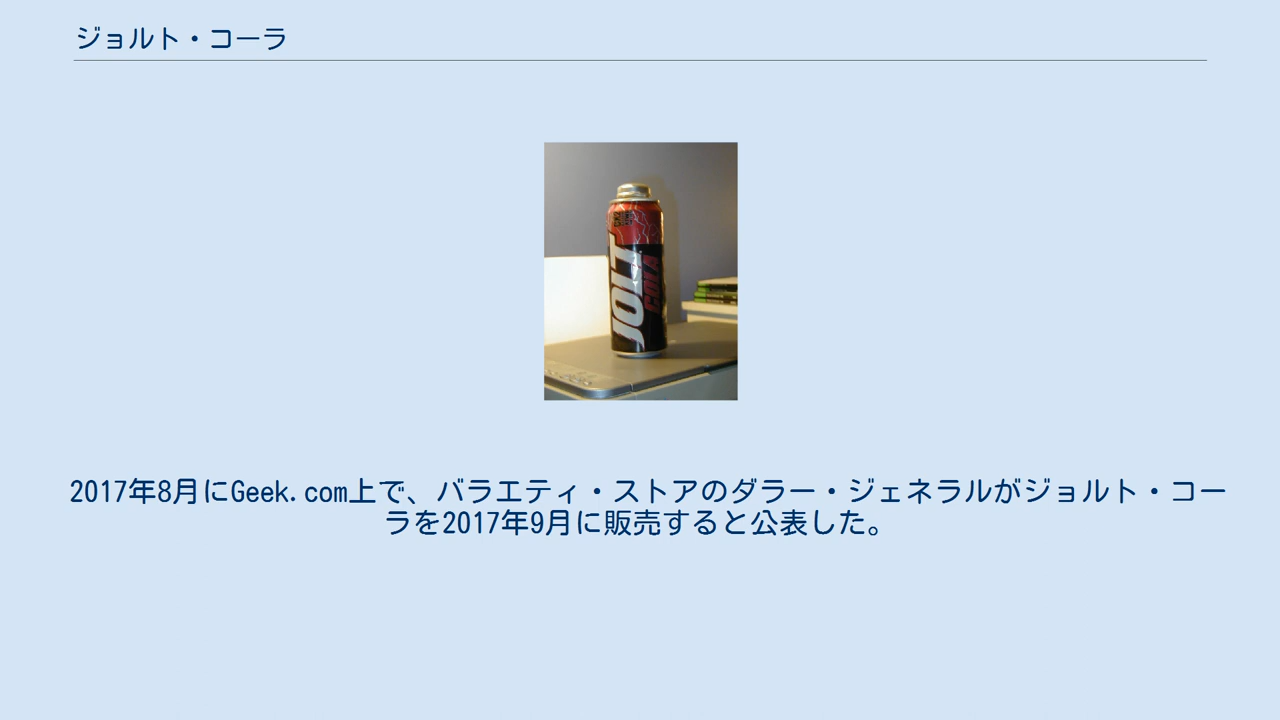 ジョルト・コーラ
JOLT
COLA
2017年8月にGeek.com上で、バラエティ・ストアのダラー・ジェネラルがジョルト・コー
ラを2017年9月に販売すると公表した。